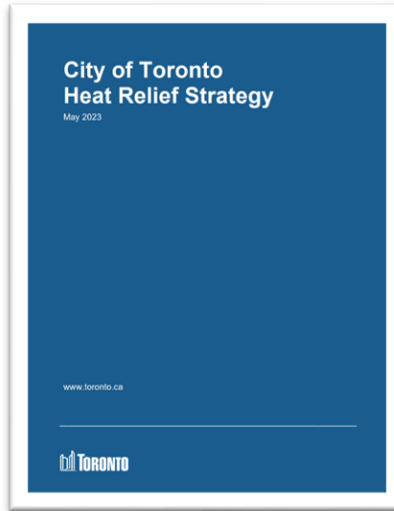 City of Toronto
Heat Relief Strategy
May 2023
www.toronto.ca
TORONTO